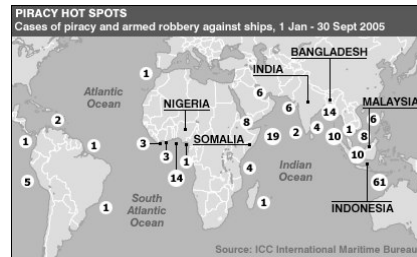 PIRACY HOT SPOTS
Cases of piracy and armed robbery against ships, 1 Jan - 30 Sept 2005
BANGLADESH
INDIA
1
Atlantic
Ocean
6
MALAYSIA
NIGERIA
8
6
14
6
2
SOMALIA
19
2
4
10
1
8
1
1
3
3
14
1
4
10
5
Indian
Ocean
61
South
Atlantic
Ocean
1
1
INDONESIA
Source: ICC International Maritime Bureau